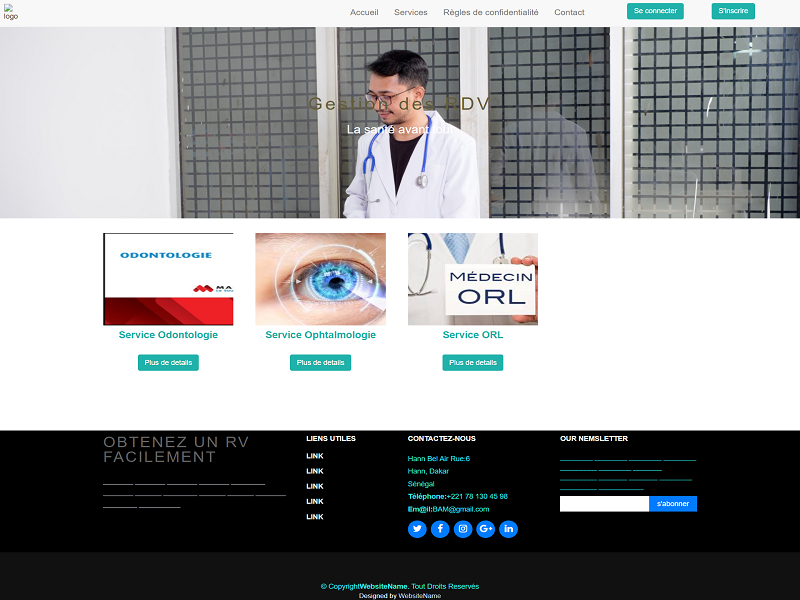 logo
Accueil Services Règles de confidentialité Contact Se connecter S'inscrire
Gestion des RDV
La santé avant tout
ODONTOLOGIE
MA
MÉDECIN
ORL
Service Odontologie
Plus de details
Service Ophtalmologie
Plus de details
Service ORL
Plus de details
OBTENEZ UN RV
FACILEMENT
LIENS UTILES
LINK
LINK
LINK
LINK
LINK
CONTACTEZ-NOUS
Hann Bel Air Rue:6
Hann, Dakar
Sénégal
Téléphone:+221 78 130 45 98
Em@il:BAM@gmail.com
OUR NEMSLETTER
s'abonner
© CopyrightWebsiteName. Tout Droits Reservés
Designed by WebsiteName